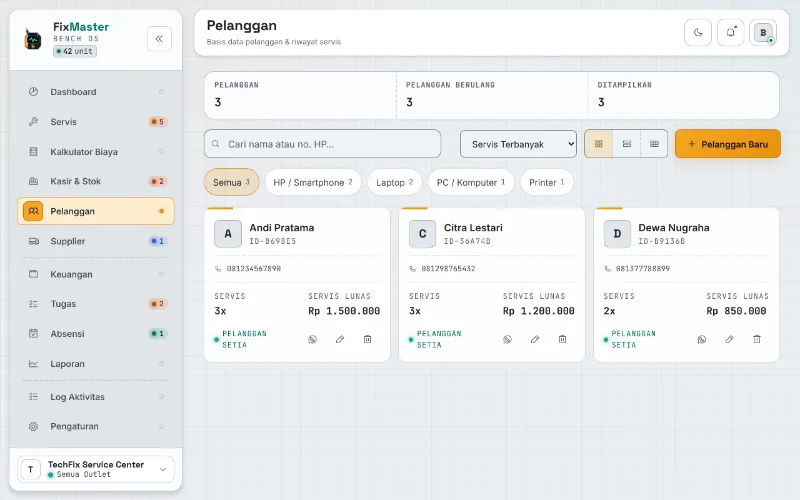 FixMaster
BENCH OS
42 unit
Dashboard
Servis 5
Kalkulator Biaya
Kasir & Stok 2
Pelanggan
Supplier 1
Keuangan
Tugas 2
Absensi 1
Laporan
Log Aktivitas
Pengaturan
T
TechFix Service Center
Semua Outlet
Pelanggan
Basis data pelanggan & riwayat servis
B
PELANGGAN
3
PELANGGAN BERULANG
3
DITAMPILKAN
3
Cari nama atau no. HP...
Servis Terbanyak
+ Pelanggan Baru
Semua 3
HP / Smartphone 2
Laptop 2
PC / Komputer 1
Printer 1
A
Andi Pratama
ID-B698E5
081234567890
SERVIS
3x
SERVIS LUNAS
Rp 1.500.000
PELANGGAN
SETIA
C
Citra Lestari
ID-36A74B
081298765432
SERVIS
3x
SERVIS LUNAS
Rp 1.200.000
PELANGGAN
SETIA
D
Dewa Nugraha
ID-B9136B
081377788899
SERVIS
2x
SERVIS LUNAS
Rp 850.000
PELANGGAN
SETIA